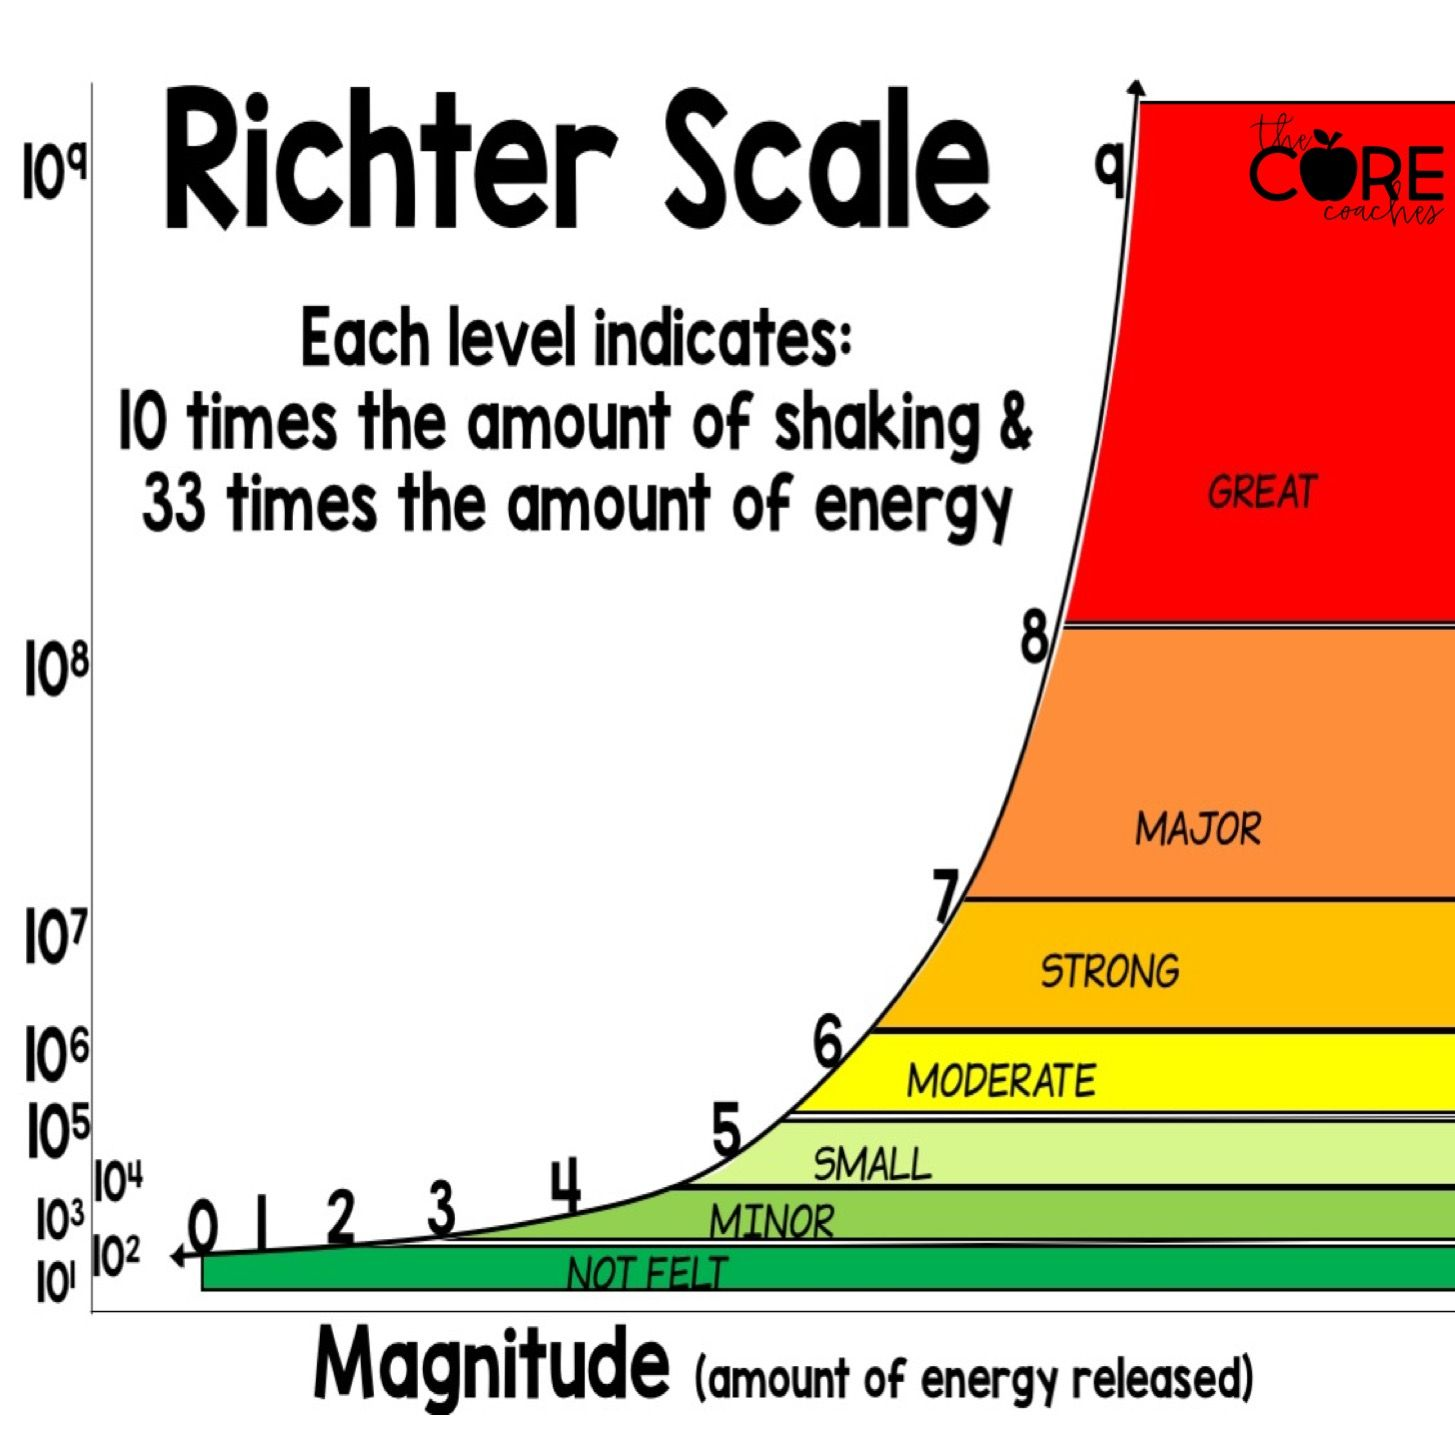 Richter Scale
the
CORE
coaches
Each level indicates:
10 times the amount of shaking &
33 times the amount of energy
10⁹
10⁸
10⁷
10⁶
10⁵
10⁴
10³
10²
10¹
9
8
7
6
5
4
3
2
1
0
GREAT
MAJOR
STRONG
MODERATE
SMALL
MINOR
NOT FELT
Magnitude (amount of energy released)